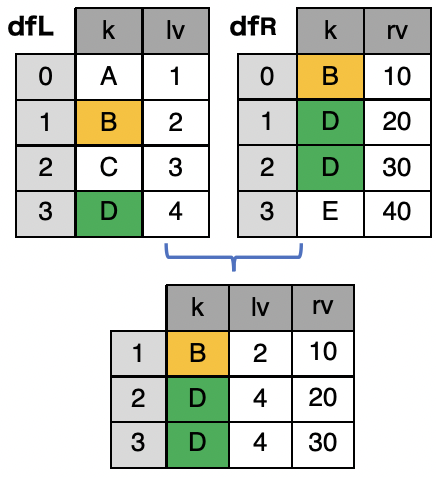 dfL k lv
0 A 1
1 B 2
2 C 3
3 D 4
dfR k rv
0 B 10
1 D 20
2 D 30
3 E 40
k lv rv
1 B 2 10
2 D 4 20
3 D 4 30